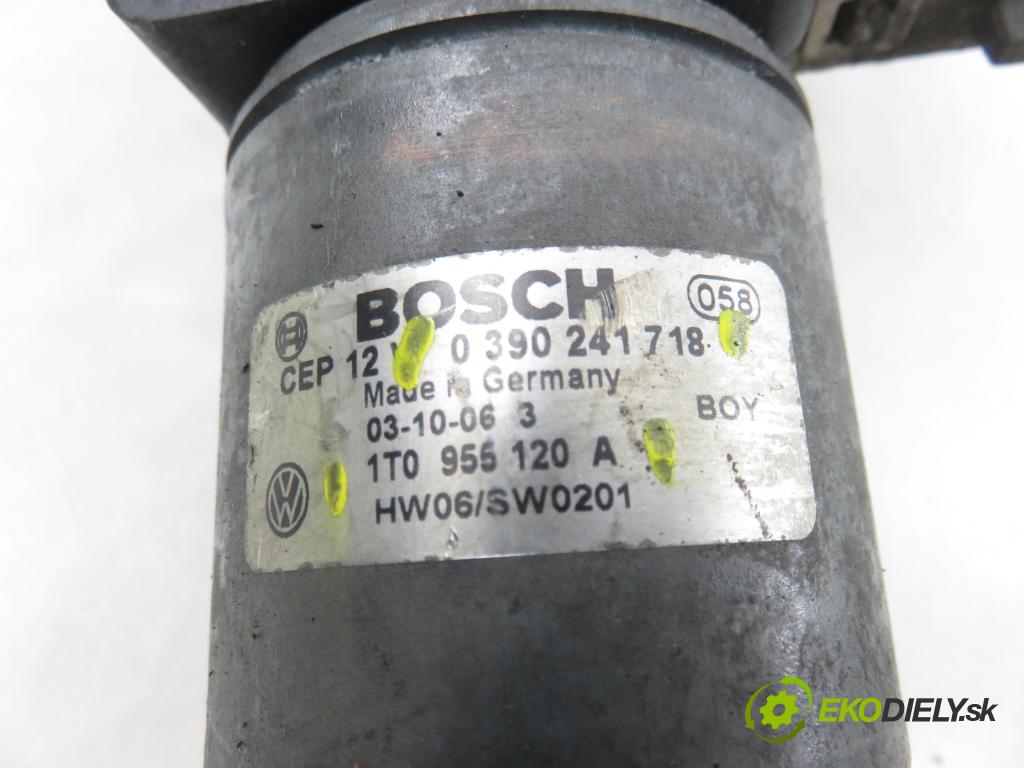 BOSCH
058
CEP 12 0 390 241 718
Made in Germany
03-10-06 3
BOY
1T0 955 120 A
HW06/SW0201
EKODIELY.sk